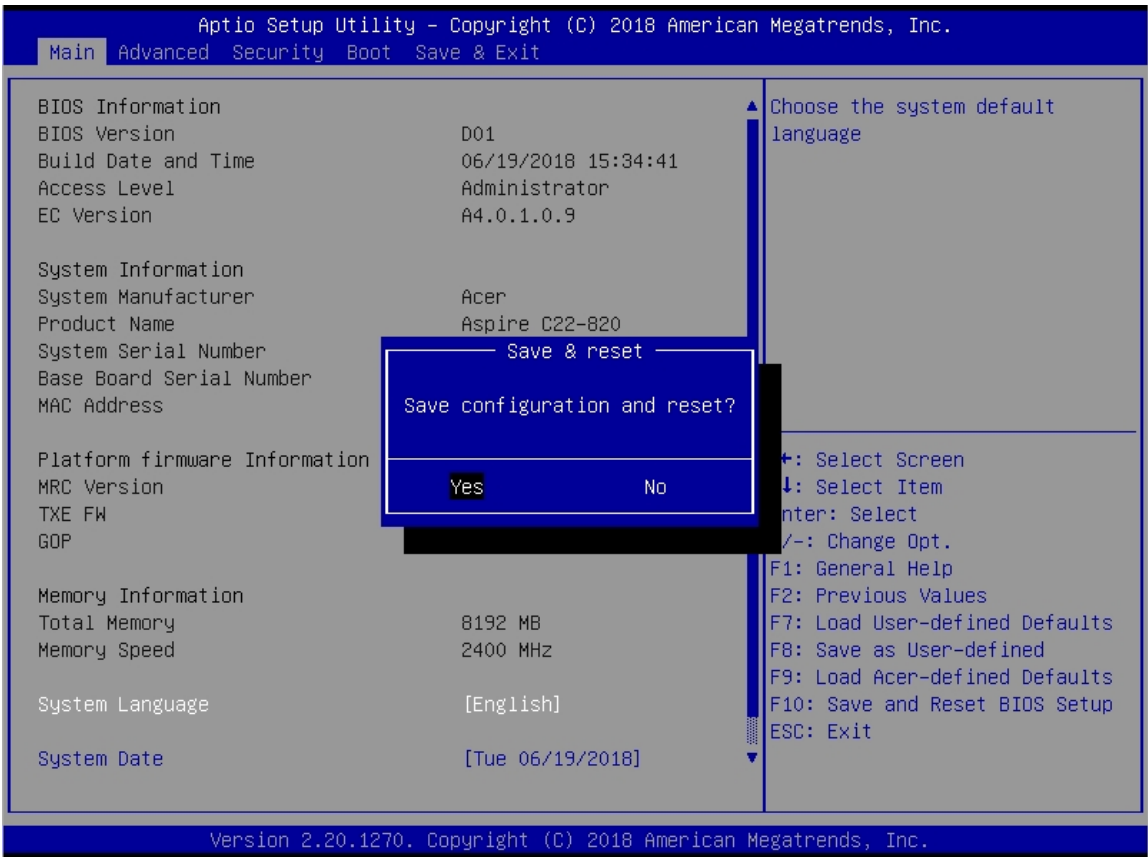 Aptio Setup Utility – Copyright (C) 2018 American Megatrends, Inc.
Main Advanced Security Boot Save & Exit
BIOS Information
BIOS Version D01
Build Date and Time 06/19/2018 15:34:41
Access Level Administrator
EC Version A4.0.1.0.9
System Information
System Manufacturer Acer
Product Name Aspire C22-820
System Serial Number
Base Board Serial Number
MAC Address
Platform firmware Information
MRC Version
TXE FW
GOP
Memory Information
Total Memory 8192 MB
Memory Speed 2400 MHz
System Language [English]
System Date [Tue 06/19/2018]
Save & reset
Save configuration and reset?
Yes No
Choose the system default
language
: Select Screen
: Select Item
nter: Select
/-: Change Opt.
F1: General Help
F2: Previous Values
F7: Load User-defined Defaults
F8: Save as User-defined
F9: Load Acer-defined Defaults
F10: Save and Reset BIOS Setup
ESC: Exit
Version 2.20.1270. Copyright (C) 2018 American Megatrends, Inc.